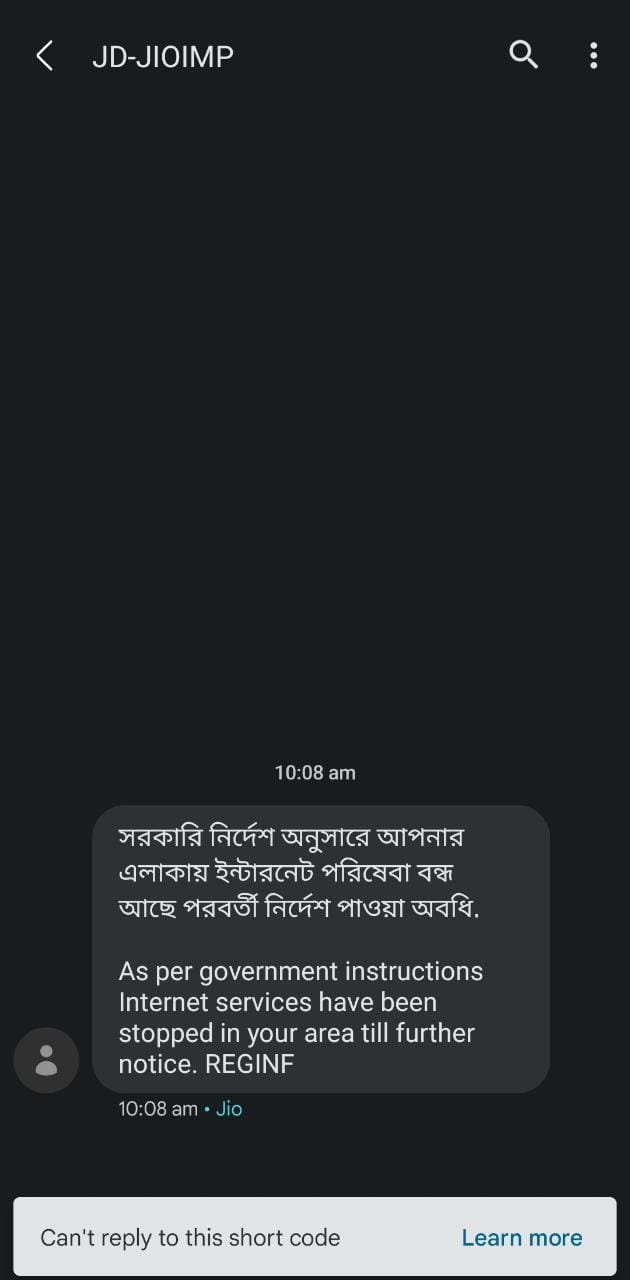 JD-JIOIMP
10:08 am
সরকারি নির্দেশ অনুসারে আপনার
এলাকায় ইন্টারনেট পরিষেবা বন্ধ
আছে পরবর্তী নির্দেশ পাওয়া অবধি.
As per government instructions
Internet services have been
stopped in your area till further
notice. REGINF
10:08 am • Jio
Can't reply to this short code Learn more